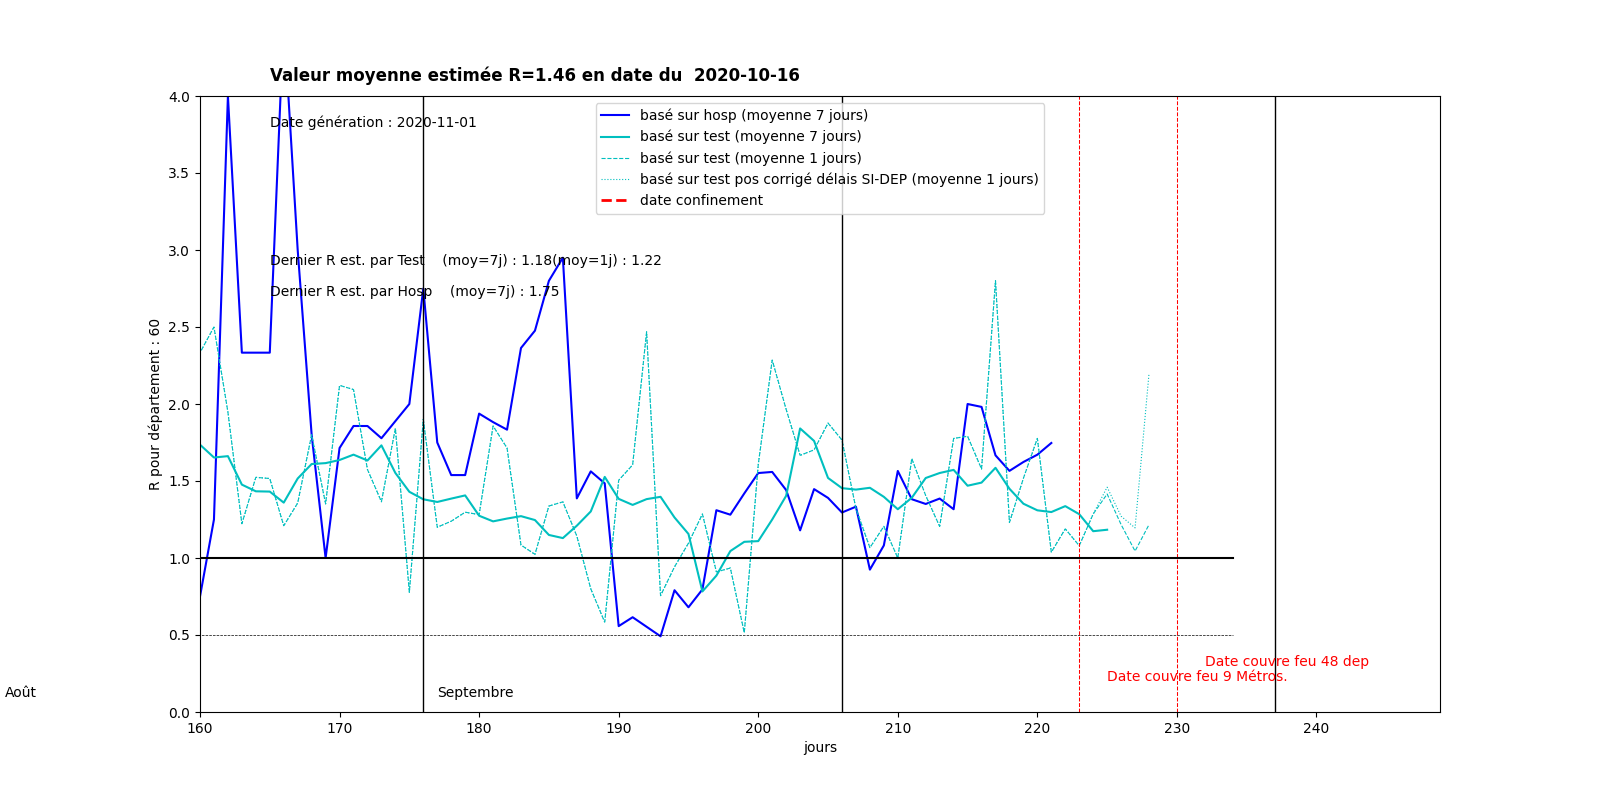 Valeur moyenne estimée R=1.46 en date du  2020-10-16
4.0
Date génération : 2020-11-01
basé sur hosp (moyenne 7 jours)
basé sur test (moyenne 7 jours)
basé sur test (moyenne 1 jours)
basé sur test pos corrigé délais SI-DEP (moyenne 1 jours)
date confinement
3.5
3.0
Dernier R est. par Test    (moy=7j) : 1.18(moy=1j) : 1.22
Dernier R est. par Hosp    (moy=7j) : 1.75
2.5
2.0
R pour département : 60
1.5
1.0
0.5
Date couvre feu 48 dep
Date couvre feu 9 Métros.
Août
Septembre
0.0
160 170 180 190 200 210 220 230 240
jours